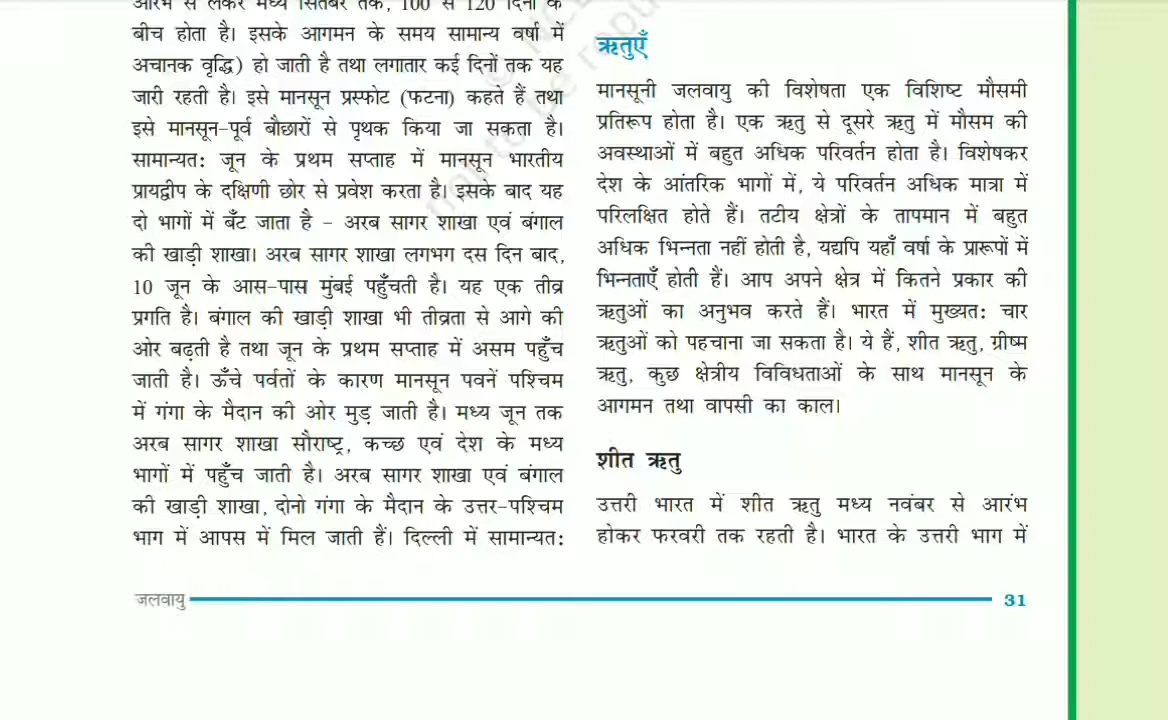 आरंभ से लेकर मध्य सितंबर तक, 100 से 120 दिनों के
बीच होता है। इसके आगमन के समय सामान्य वर्षा में
अचानक वृद्धि) हो जाती है तथा लगातार कई दिनों तक यह
जारी रहती है। इसे मानसून प्रस्फोट (फटना) कहते हैं तथा
इसे मानसून-पूर्व बौछारों से पृथक किया जा सकता है।
सामान्यत: जून के प्रथम सप्ताह में मानसून भारतीय
प्रायद्वीप के दक्षिणी छोर से प्रवेश करता है। इसके बाद यह
दो भागों में बँट जाता है - अरब सागर शाखा एवं बंगाल
की खाड़ी शाखा। अरब सागर शाखा लगभग दस दिन बाद,
10 जून के आस-पास मुंबई पहुँचती है। यह एक तीव्र
प्रगति है। बंगाल की खाड़ी शाखा भी तीव्रता से आगे की
ओर बढ़ती है तथा जून के प्रथम सप्ताह में असम पहुँच
जाती है। ऊँचे पर्वतों के कारण मानसून पवनें पश्चिम
में गंगा के मैदान की ओर मुड़ जाती है। मध्य जून तक
अरब सागर शाखा सौराष्ट्र, कच्छ एवं देश के मध्य
भागों में पहुँच जाती है। अरब सागर शाखा एवं बंगाल
की खाड़ी शाखा, दोनो गंगा के मैदान के उत्तर-पश्चिम
भाग में आपस में मिल जाती हैं। दिल्ली में सामान्यत:
ऋतुएँ
मानसूनी जलवायु की विशेषता एक विशिष्ट मौसमी
प्रतिरूप होता है। एक ऋतु से दूसरे ऋतु में मौसम की
अवस्थाओं में बहुत अधिक परिवर्तन होता है। विशेषकर
देश के आंतरिक भागों में, ये परिवर्तन अधिक मात्रा में
परिलक्षित होते हैं। तटीय क्षेत्रों के तापमान में बहुत
अधिक भिन्नता नहीं होती है, यद्यपि यहाँ वर्षा के प्रारूपों में
भिन्नताएँ होती हैं। आप अपने क्षेत्र में कितने प्रकार की
ऋतुओं का अनुभव करते हैं। भारत में मुख्यत: चार
ऋतुओं को पहचाना जा सकता है। ये हैं, शीत ऋतु, ग्रीष्म
ऋतु, कुछ क्षेत्रीय विविधताओं के साथ मानसून के
आगमन तथा वापसी का काल।
शीत ऋतु
उत्तरी भारत में शीत ऋतु मध्य नवंबर से आरंभ
होकर फरवरी तक रहती है। भारत के उत्तरी भाग में
जलवायु 31